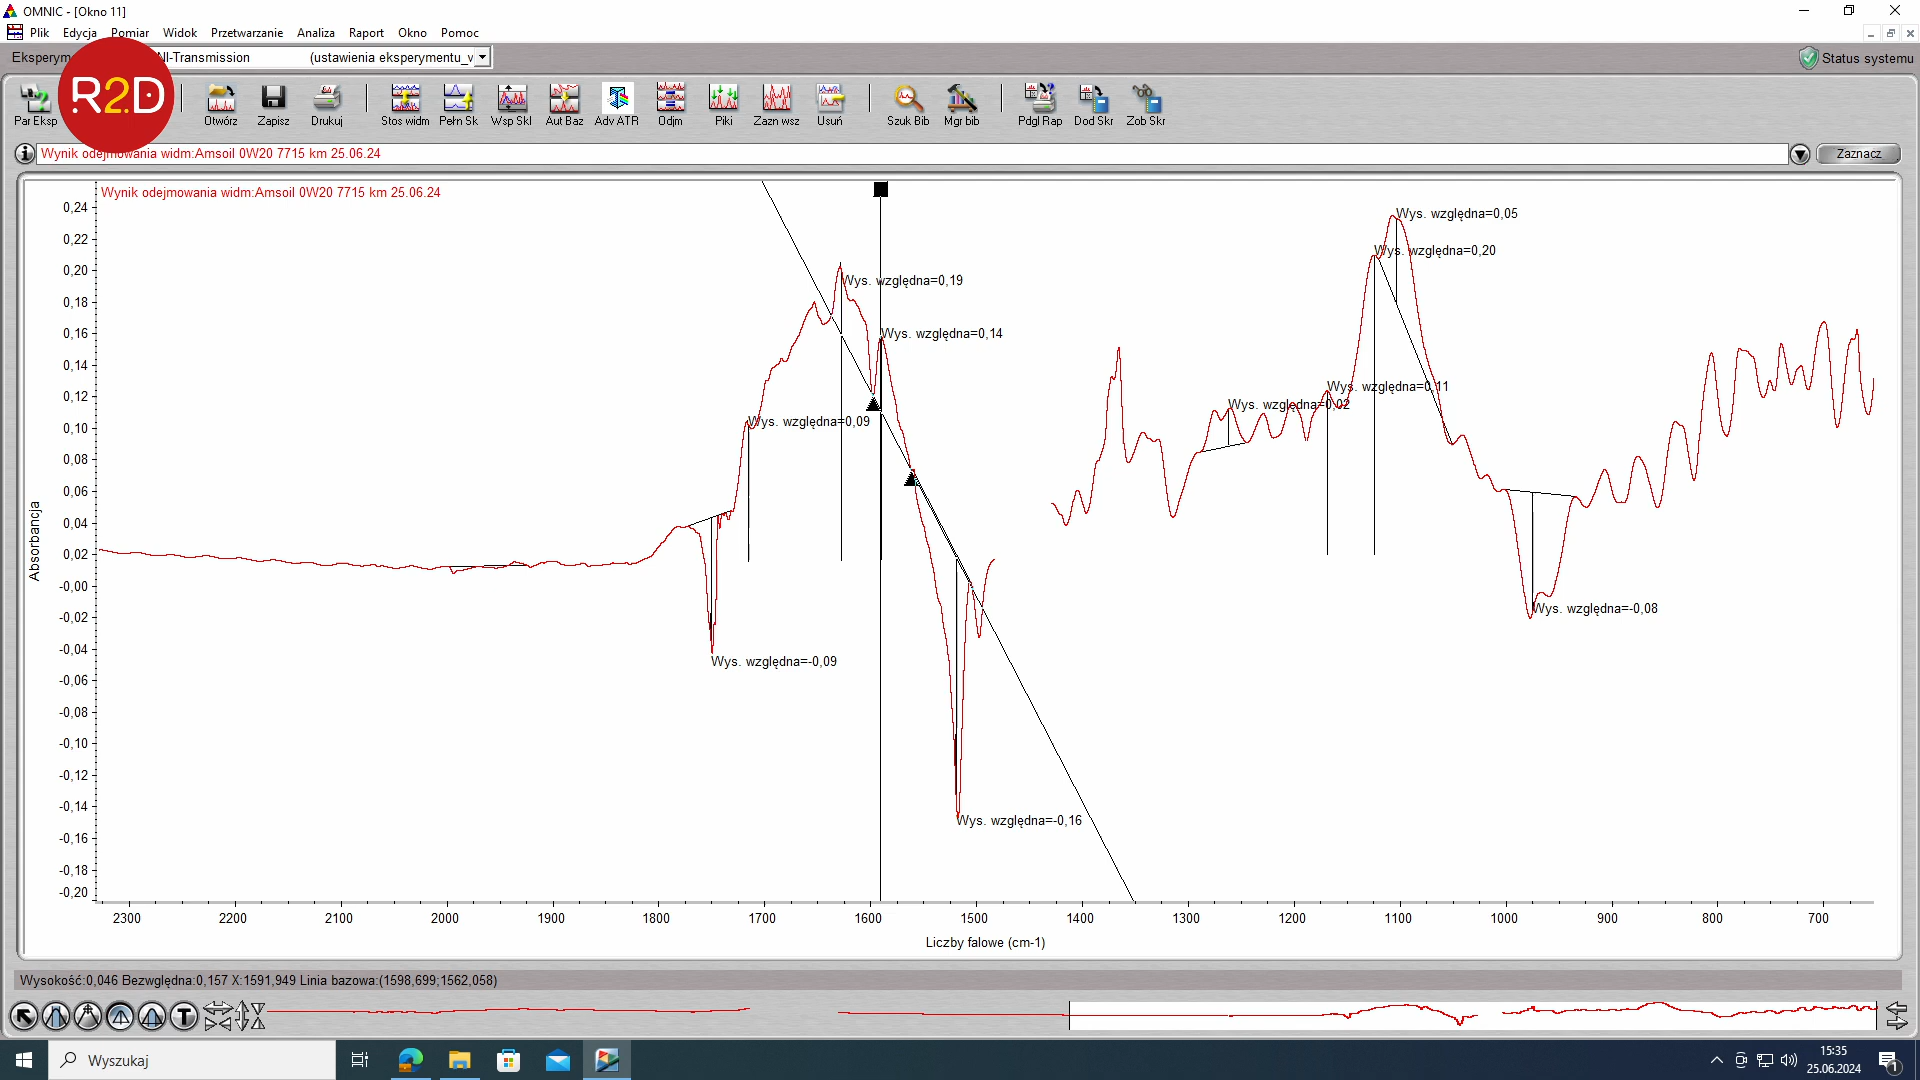 OMNIC - [Okno 11]
Plik Edycja Pomiar Widok Przetwarzanie Analiza Raport Okno Pomoc
Eksperym NI-Transmission (ustawienia eksperymentu_v Status systemu
R2D
Par Eksp Otwórz Zapisz Drukuj Stos widm Pełn Sk Wsp Skl Aut Baz Adv ATR Odjm Piki Zazn wsz Usuń Szuk Bib Mgr bib Pdgl Rap Dod Skr Zob Skr
Wynik odejmowania widm:Amsoil 0W20 7715 km 25.06.24 Zaznacz
Wynik odejmowania widm:Amsoil 0W20 7715 km 25.06.24
0,24
0,22
0,20
0,18
0,16
0,14
0,12
0,10
0,08
0,06
0,04
0,02
-0,00
-0,02
-0,04
-0,06
-0,08
-0,10
-0,12
-0,14
-0,16
-0,18
-0,20
Absorbancja
Wys. względna=0,05
Wys. względna=0,20
Wys. względna=0,19
Wys. względna=0,14
Wys. względna=0,11
Wys. względna=0,02
Wys. względna=0,09
Wys. względna=-0,08
Wys. względna=-0,09
Wys. względna=-0,16
2300 2200 2100 2000 1900 1800 1700 1600 1500 1400 1300 1200 1100 1000 900 800 700
Liczby falowe (cm-1)
Wysokość:0,046 Bezwględna:0,157 X:1591,949 Linia bazowa:(1598,699;1562,058)
T
Wyszukaj
15:35
25.06.2024
1